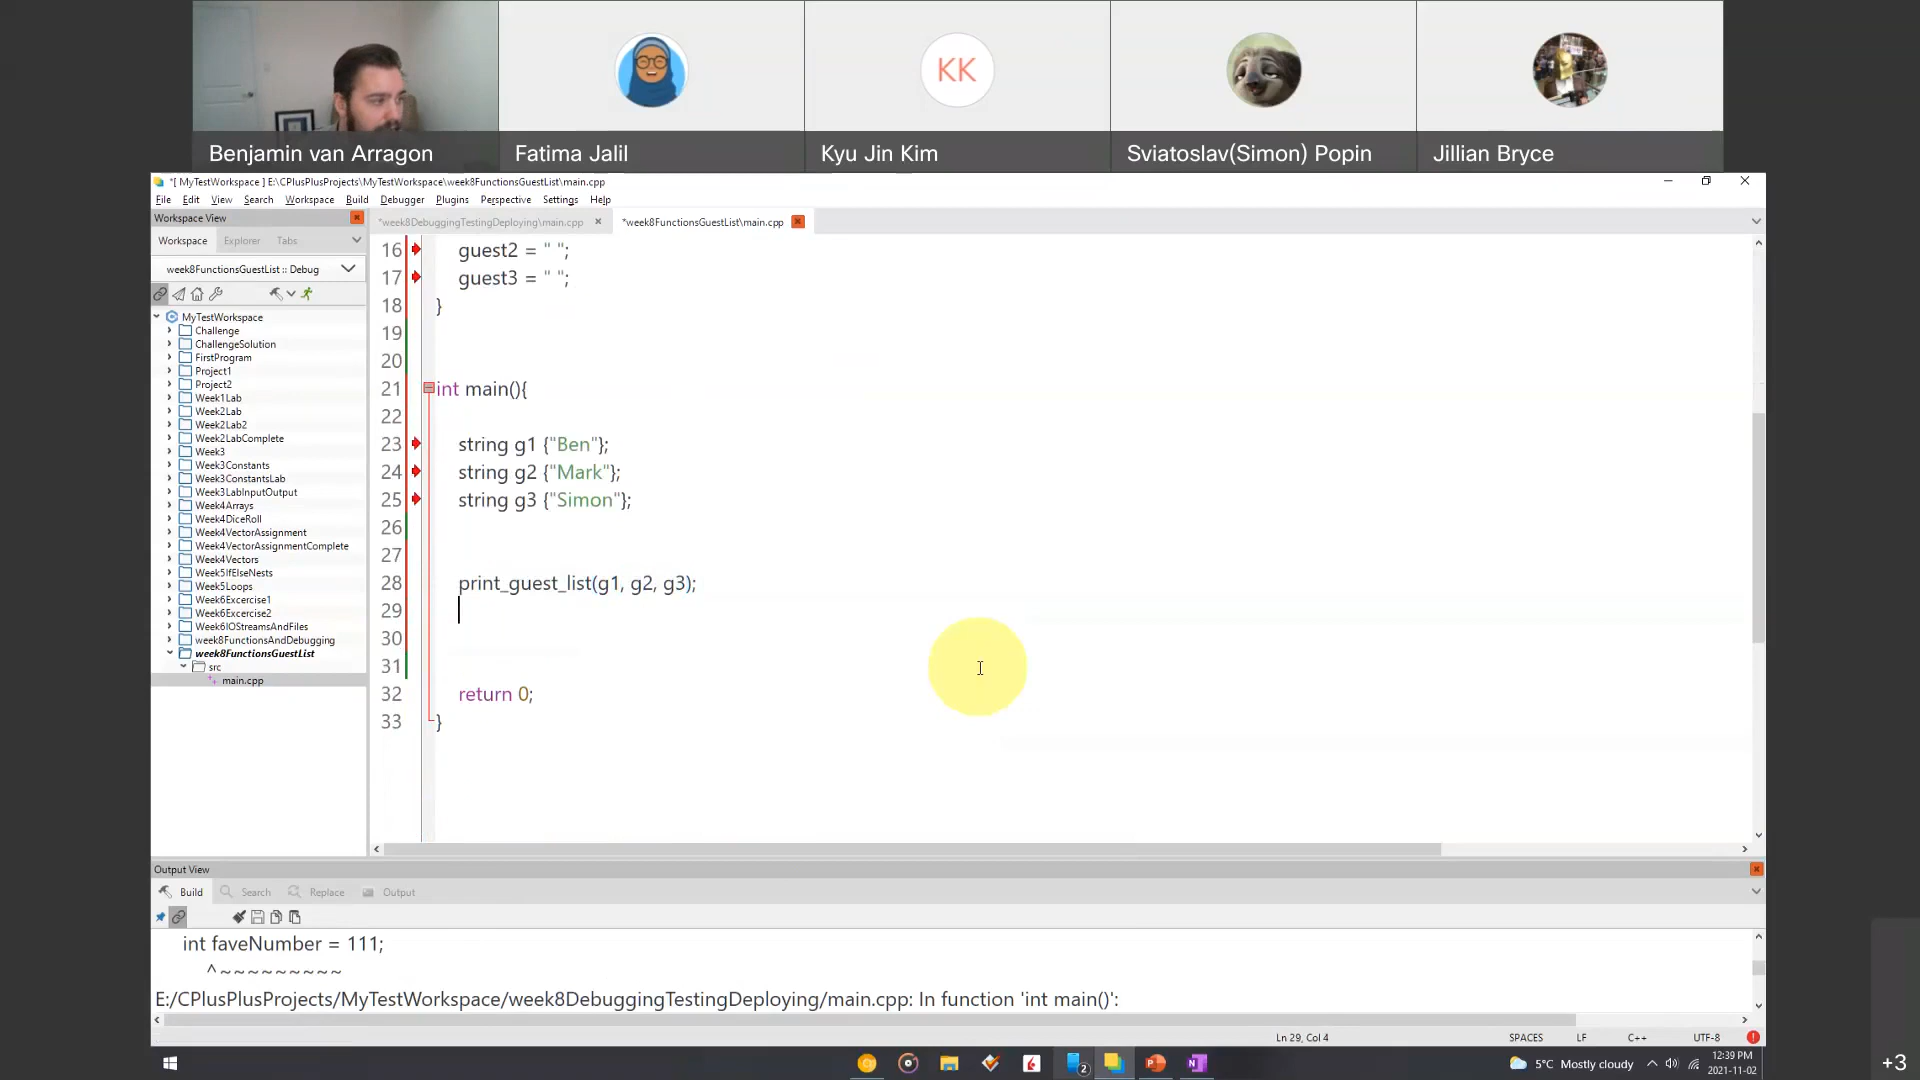 KK
Benjamin van Arragon
Fatima Jalil
Kyu Jin Kim
Sviatoslav(Simon) Popin
Jillian Bryce
*[ MyTestWorkspace ] E:\CPlusPlusProjects\MyTestWorkspace\week8FunctionsGuestList\main.cpp
File Edit View Search Workspace Build Debugger Plugins Perspective Settings Help
Workspace View
*week8DebuggingTestingDeploying\main.cpp
*week8FunctionsGuestList\main.cpp
Workspace Explorer Tabs
week8FunctionsGuestList :: Debug
MyTestWorkspace
Challenge
ChallengeSolution
FirstProgram
Project1
Project2
Week1Lab
Week2Lab
Week2Lab2
Week2LabComplete
Week3
Week3Constants
Week3ConstantsLab
Week3LabInputOutput
Week4Arrays
Week4DiceRoll
Week4VectorAssignment
Week4VectorAssignmentComplete
Week4Vectors
Week5IfElseNests
Week5Loops
Week6Excercise1
Week6Excercise2
Week6IOStreamsAndFiles
week8FunctionsAndDebugging
week8FunctionsGuestList
src
main.cpp
16 guest2 = " ";
17 guest3 = " ";
18 }
19
20
21 int main(){
22
23 string g1 {"Ben"};
24 string g2 {"Mark"};
25 string g3 {"Simon"};
26
27
28 print_guest_list(g1, g2, g3);
29
30
31
32 return 0;
33 }
Output View
Build Search Replace Output
int faveNumber = 111;
^~~~~~~~~~
E:/CPlusPlusProjects/MyTestWorkspace/week8DebuggingTestingDeploying/main.cpp: In function 'int main()':
Ln 29, Col 4 SPACES LF C++ UTF-8
2
5°C Mostly cloudy
12:39 PM
2021-11-02
+3